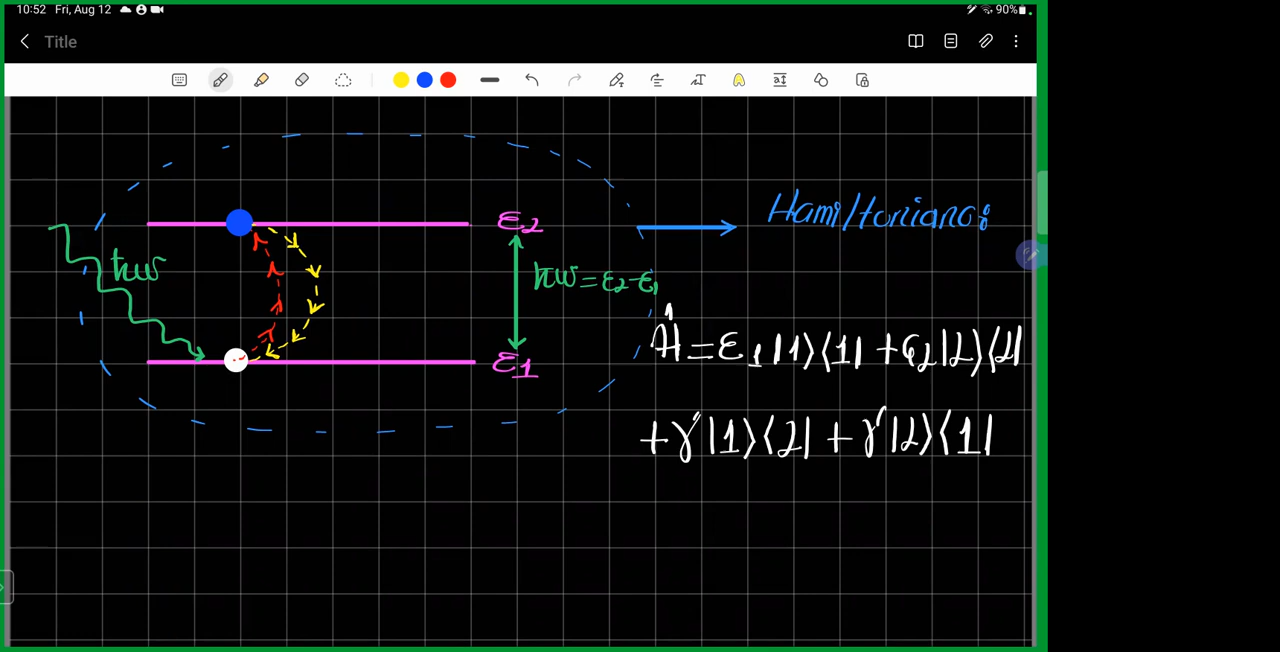 10:52 Fri, Aug 12
90%
Title
ε2
Hamiltoniano:
ħω
ħω=ε2-ε1
Ĥ=ε1|1⟩⟨1|+ε2|2⟩⟨2|
ε1
+γ|1⟩⟨2|+γ|2⟩⟨1|